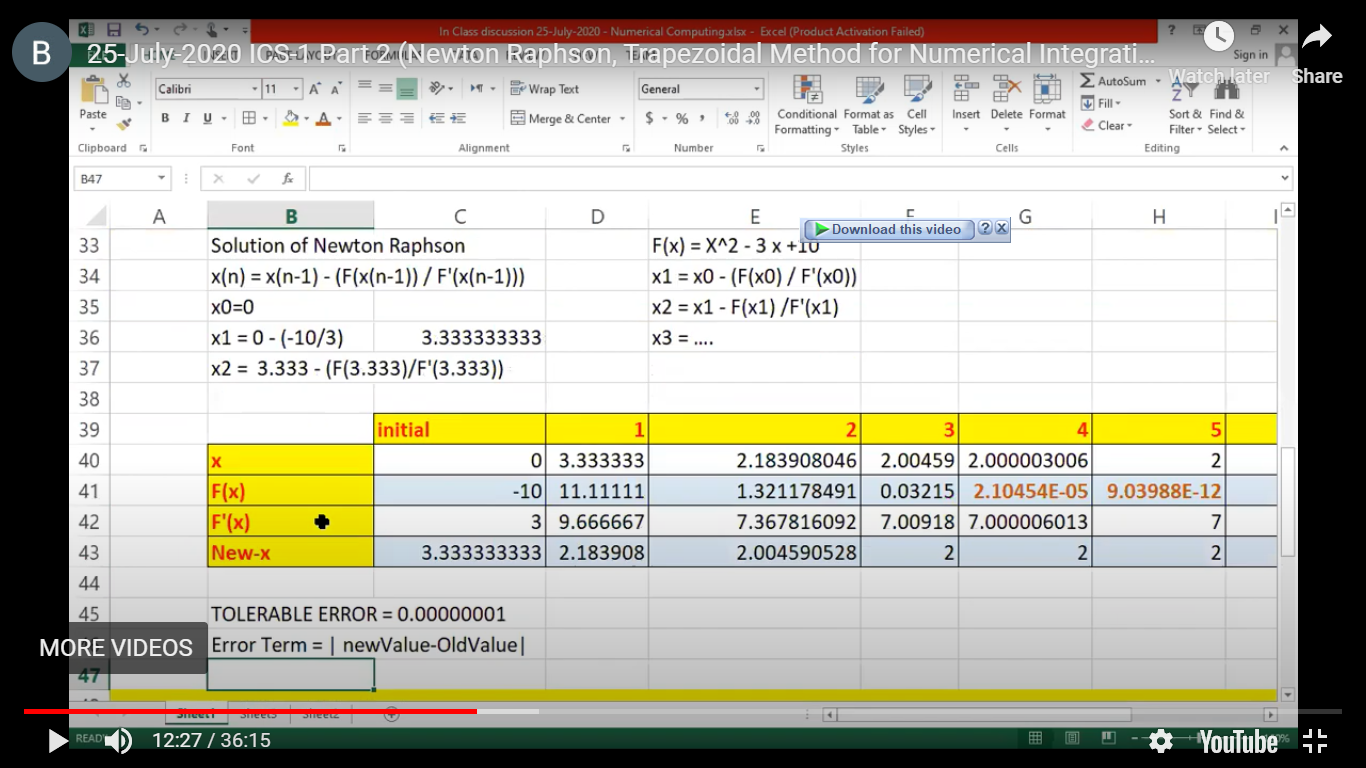 In Class discussion 25-July-2020 - Numerical Computing.xlsx - Excel (Product Activation Failed)
B 25-July-2020 ICS-1 Part 2 (Newton Raphson, Trapezoidal Method for Numerical Integrati...
Sign in
Watch later Share
Paste
Calibri 11
B I U
Wrap Text
Merge & Center
General
$ % ,
Conditional Formatting
Format as Table
Cell Styles
Insert Delete Format
AutoSum
Fill
Clear
Sort & Filter
Find & Select
Clipboard Font Alignment Number Styles Cells Editing
B47 fx
A B C D E F G H I
Download this video ? X
33 Solution of Newton Raphson F(x) = X^2 - 3 x +10
34 x(n) = x(n-1) - (F(x(n-1)) / F'(x(n-1))) x1 = x0 - (F(x0) / F'(x0))
35 x0=0 x2 = x1 - F(x1) /F'(x1)
36 x1 = 0 - (-10/3) 3.333333333 x3 = ....
37 x2 = 3.333 - (F(3.333)/F'(3.333))
38
39 initial 1 2 3 4 5
40 x 0 3.333333 2.183908046 2.00459 2.000003006 2
41 F(x) -10 11.11111 1.321178491 0.03215 2.10454E-05 9.03988E-12
42 F'(x) 3 9.666667 7.367816092 7.00918 7.000006013 7
43 New-x 3.333333333 2.183908 2.004590528 2 2 2
44
45 TOLERABLE ERROR = 0.00000001
MORE VIDEOS Error Term = | newValue-OldValue|
47
Sheet1 Sheet3 Sheet2
READY
12:27 / 36:15
YouTube